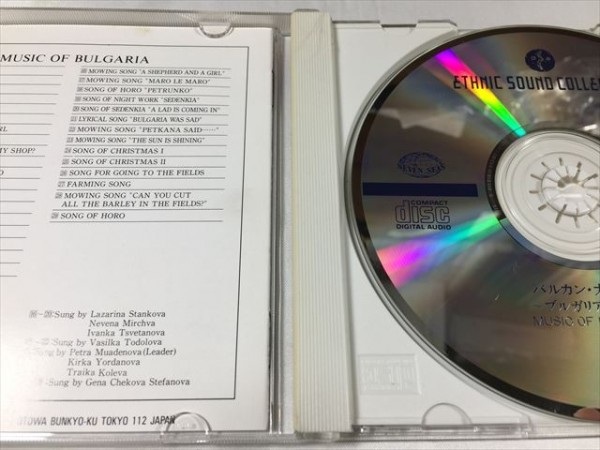 MUSIC OF BULGARIA
MOWING SONG "A SHEPHERD AND A GIRL"
MOWING SONG "MARO LE MARO"
SONG OF HORO "PETRUNKO"
SONG OF NIGHT WORK "SEDENKIA"
SONG OF SEDENKIA "A LAD IS COMING IN"
LYRICAL SONG "BULGARIA WAS SAD"
MOWING SONG "PETKANA SAID……"
MOWING SONG "THE SUN IS SHINING"
SONG OF CHRISTMAS I
SONG OF CHRISTMAS II
SONG FOR GOING TO THE FIELDS
FARMING SONG
MOWING SONG "CAN YOU CUT
ALL THE BARLEY IN THE FIELDS?"
SONG OF HORO
RL
MY SHOP?
:Sung by Lazarina Stankova
Nevena Mirchva
Ivanka Tsvetanova
:Sung by Vasilka Todolova
:Sung by Petra Muadenova(Leader)
Kirka Yordanova
Traika Koleva
:Sung by Gena Chekova Stefanova
OTOWA BUNKYO-KU TOKYO 112 JAPAN
ETHNIC SOUND COLLE
SEVEN SEAS
COMPACT
disc
DIGITAL AUDIO
バルカン・
~ブルガリア
MUSIC OF